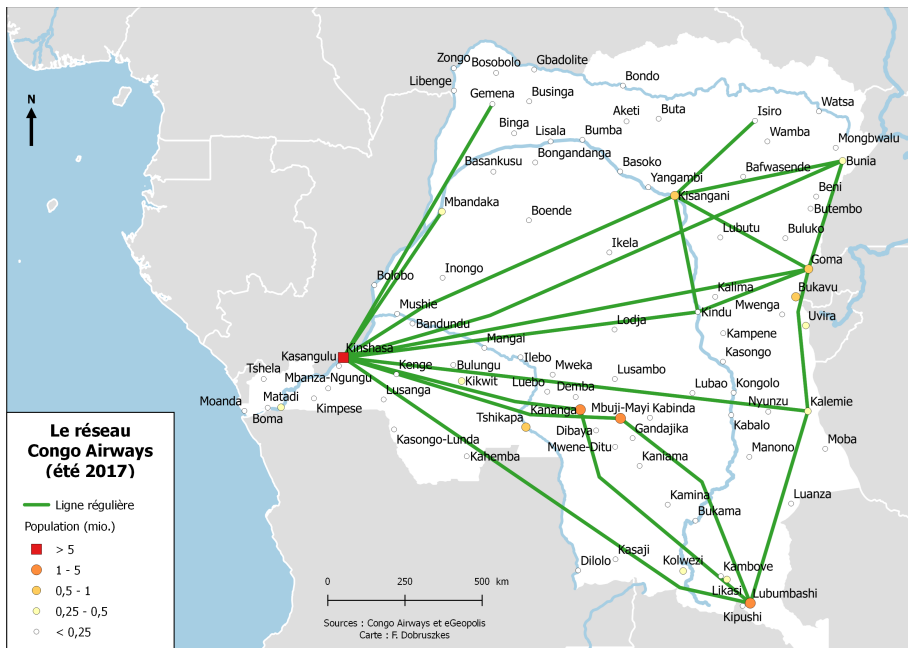 Zongo
Bosobolo
Gbadolite
Libenge
Gemena
Businga
Bondo
Binga
Aketi
Buta
Isiro
Watsa
Lisala
Bumba
Wamba
Mongbwalu
Basankusu
Bongandanga
Basoko
Yangambi
Bafwasende
Bunia
Kisangani
Beni
Mbandaka
Boende
Butembo
Lubutu
Buluko
Ikela
Goma
Bolobo
Inongo
Kalima
Bukavu
Mushie
Mwenga
Bandundu
Lodja
Kindu
Uvira
Kampene
Kinshasa
Mangai
Kasangulu
Ilebo
Kasongo
Tshela
Kenge
Bulungu
Mweka
Lusambo
Mbanza-Ngungu
Kikwit
Luebo
Demba
Lubao
Kongolo
Moanda
Matadi
Kimpese
Lusanga
Kananga
Mbuji-Mayi
Kabinda
Nyunzu
Kalemie
Boma
Tshikapa
Dibaya
Gandajika
Kabalo
Kasongo-Lunda
Mwene-Ditu
Manono
Moba
Kahemba
Kaniama
Kamina
Luanza
Bukama
Dilolo
Kasaji
Kolwezi
Kambove
Likasi
Lubumbashi
Kipushi
N
Le réseau
Congo Airways
(été 2017)
Ligne régulière
Population (mio.)
> 5
1 - 5
0,5 - 1
0,25 - 0,5
< 0,25
0 250 500 km
Sources : Congo Airways et eGeopolis
Carte : F. Dobruszkes